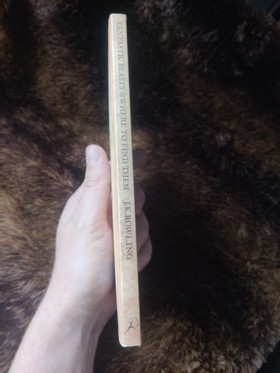 FANTASTIC BEASTS & WHERE TO FIND THEM J.K. ROWLING